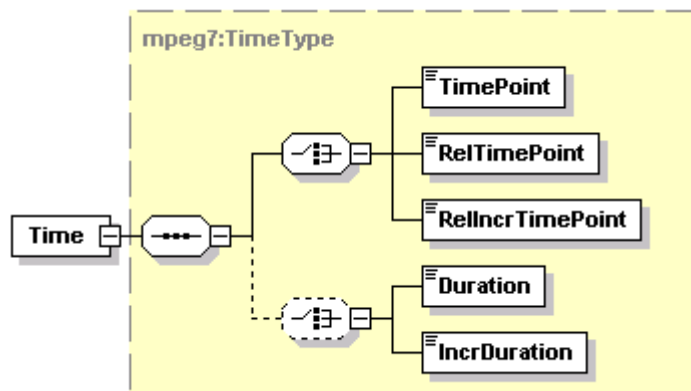 mpeg7:TimeType
TimePoint
RelTimePoint
RelIncrTimePoint
Time
Duration
IncrDuration